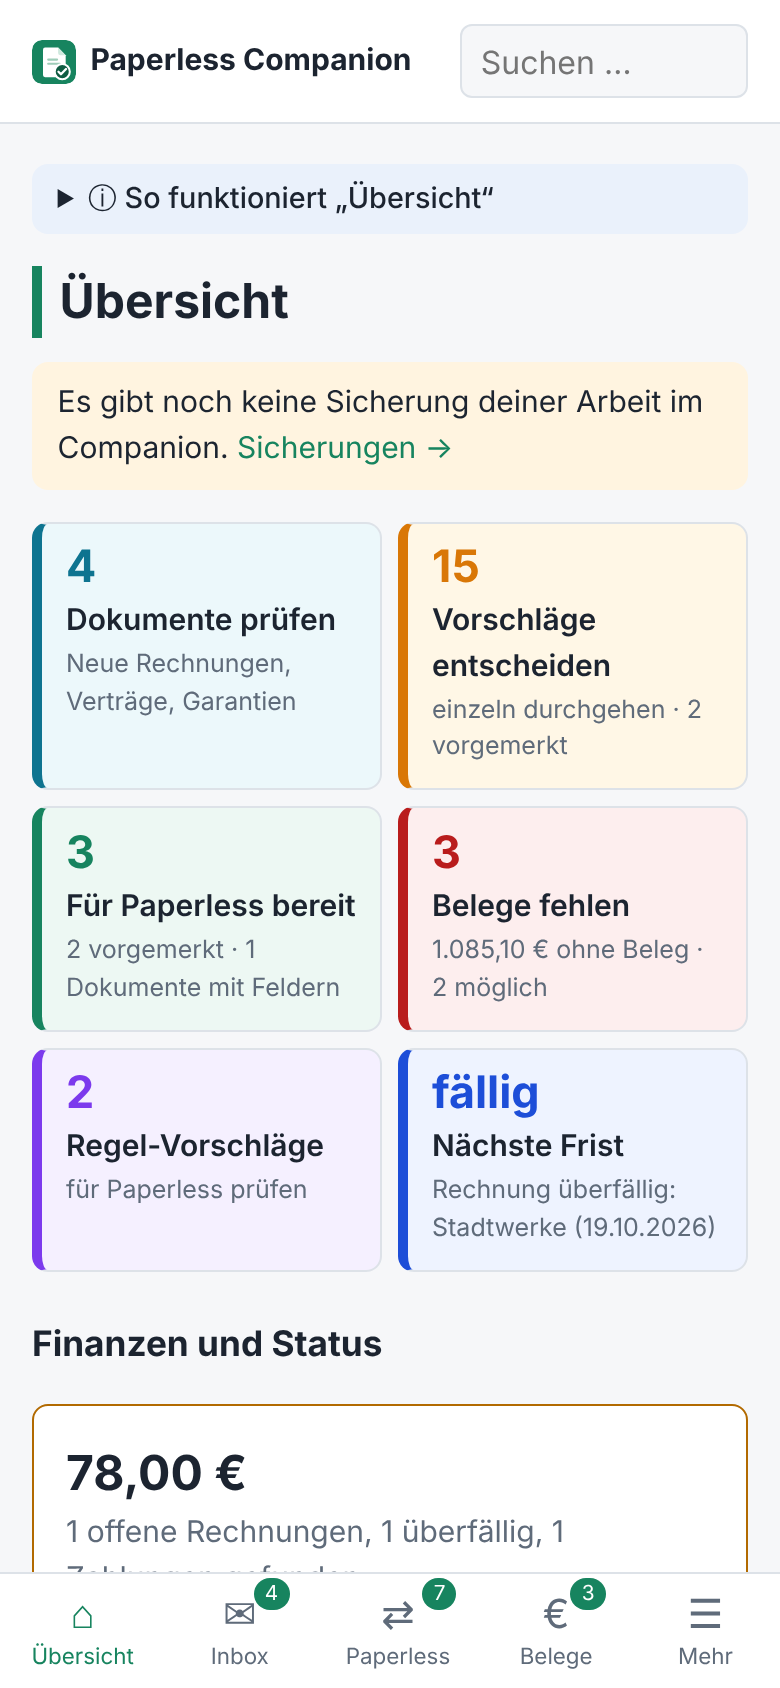 Paperless Companion
Suchen ...
▶ ⓘ So funktioniert „Übersicht“
Übersicht
Es gibt noch keine Sicherung deiner Arbeit im
Companion. Sicherungen →
4
Dokumente prüfen
Neue Rechnungen,
Verträge, Garantien
15
Vorschläge
entscheiden
einzeln durchgehen · 2
vorgemerkt
3
Für Paperless bereit
2 vorgemerkt · 1
Dokumente mit Feldern
3
Belege fehlen
1.085,10 € ohne Beleg ·
2 möglich
2
Regel-Vorschläge
für Paperless prüfen
fällig
Nächste Frist
Rechnung überfällig:
Stadtwerke (19.10.2026)
Finanzen und Status
78,00 €
1 offene Rechnungen, 1 überfällig, 1
4
7
3
Übersicht
Inbox
Paperless
€
Belege
Mehr